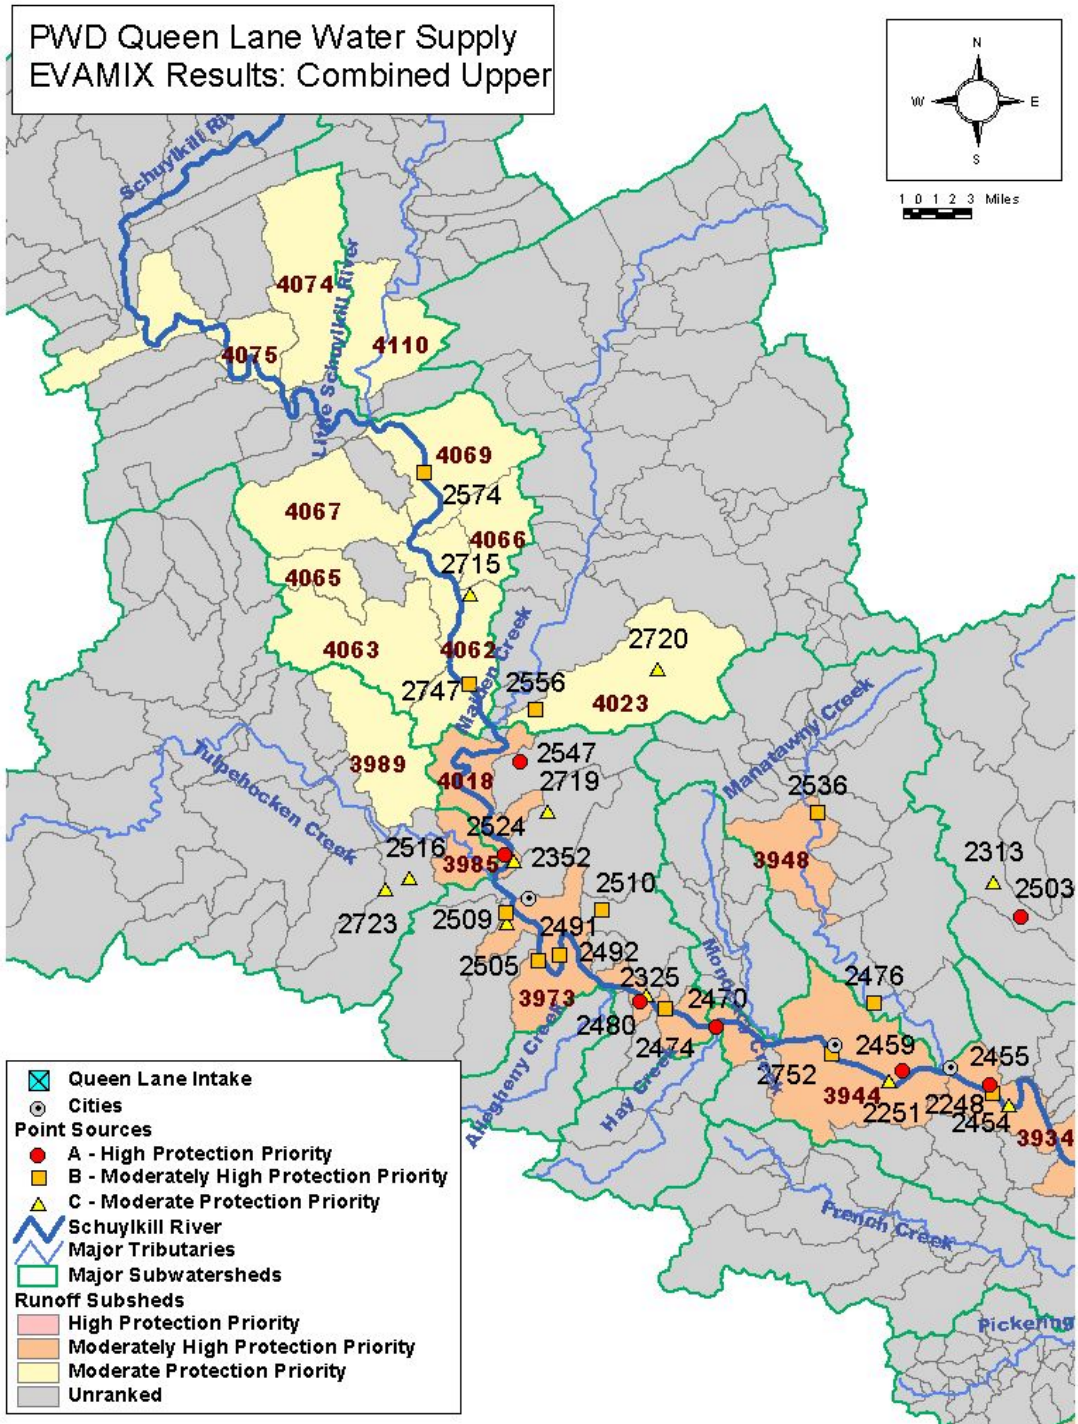 PWD Queen Lane Water Supply
EVAMIX Results: Combined Upper
N
W E
S
1 0 1 2 3 Miles
Schuylkill Riv
4074
Little Schuylkill River
4110
4075
4069
2574
4067
4066
2715
4065
4063
4062
2720
2747
2556
4023
Maiden Creek
3989
4018
2547
2719
Manatawny Creek
2536
Tulpehocken Creek
2524
2516
3985
2352
3948
2313
2503
2723
2509
2510
2491
2492
2505
3973
2325
2470
2476
2480
2474
Monocacy Creek
Allegheny Creek
Hay Creek
2752
2459
2455
3944
2251
2248
2454
3934
French Creek
Pickering
Queen Lane Intake
Cities
Point Sources
A - High Protection Priority
B - Moderately High Protection Priority
C - Moderate Protection Priority
Schuylkill River
Major Tributaries
Major Subwatersheds
Runoff Subsheds
High Protection Priority
Moderately High Protection Priority
Moderate Protection Priority
Unranked